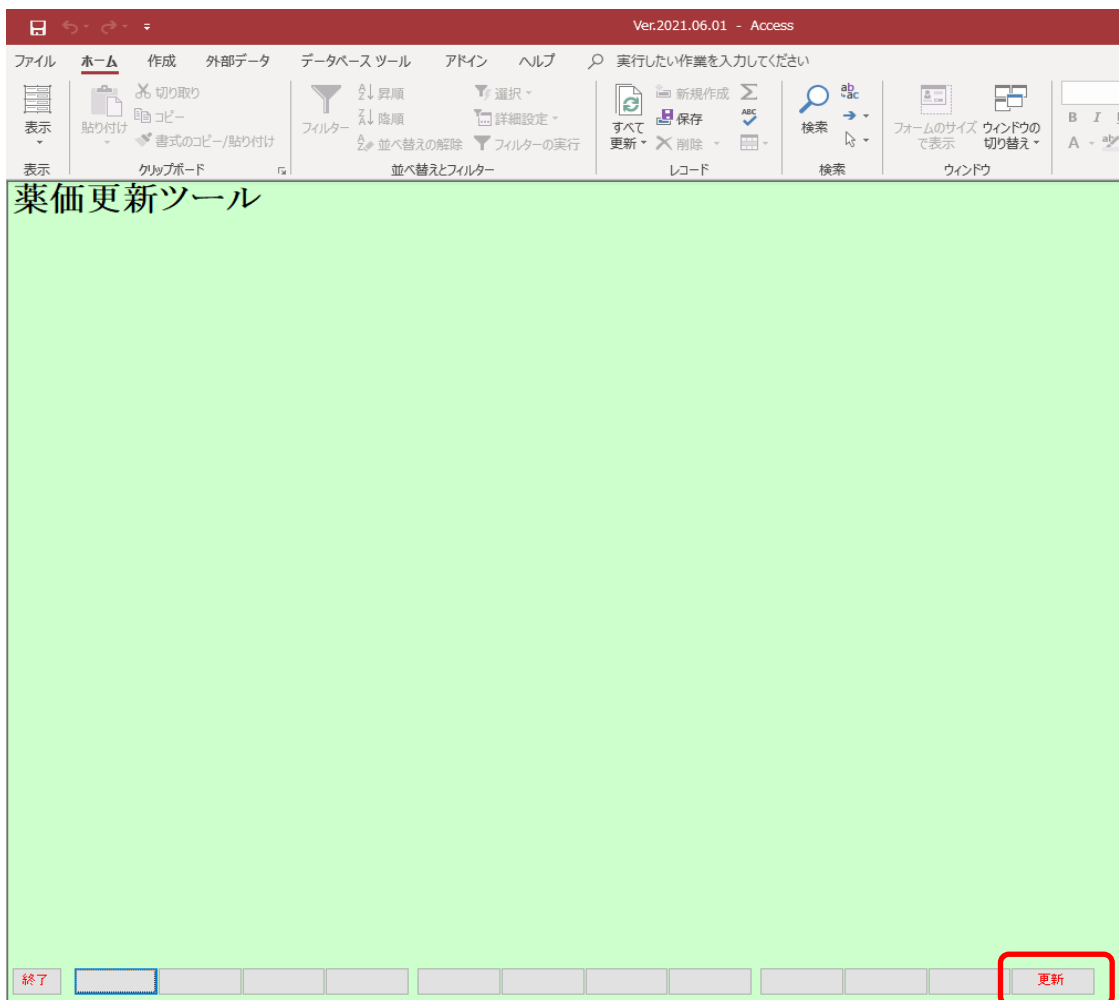 Ver.2021.06.01 - Access
ファイル ホーム 作成 外部データ データベース ツール アドイン ヘルプ 実行したい作業を入力してください
表示
貼り付け
切り取り
コピー
書式のコピー/貼り付け
フィルター
昇順
降順
並べ替えの解除
選択
詳細設定
フィルターの実行
すべて
更新
新規作成
保存
削除
ABC
検索
ab
ac
フォームのサイズ
で表示
ウィンドウの
切り替え
B I
A
表示 クリップボード 並べ替えとフィルター レコード 検索 ウィンドウ
薬価更新ツール
終了 更新